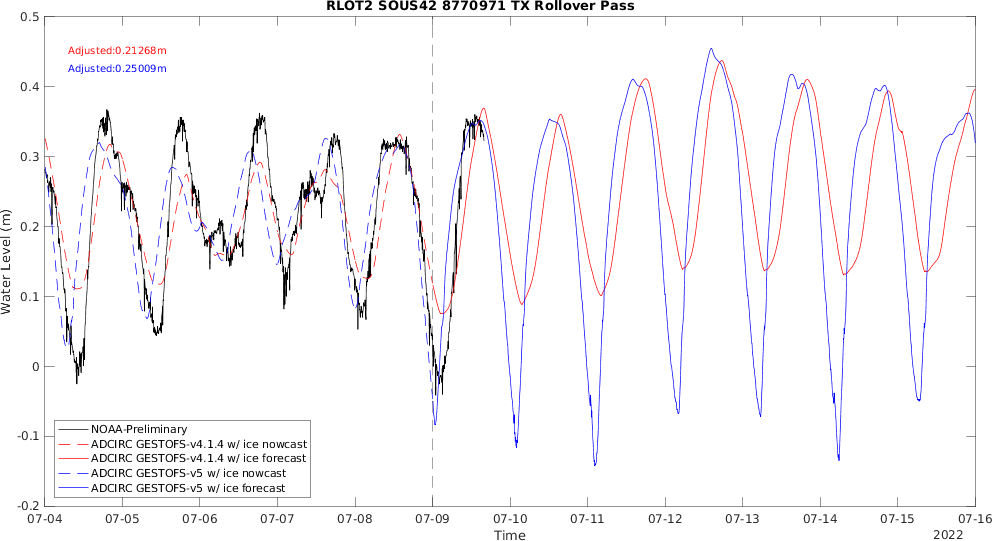 RLOT2 SOUS42 8770971 TX Rollover Pass
Adjusted:0.21268m
Adjusted:0.25009m
Water Level (m)
0.5
0.4
0.3
0.2
0.1
0
-0.1
-0.2
NOAA-Preliminary
ADCIRC GESTOFS-v4.1.4 w/ ice nowcast
ADCIRC GESTOFS-v4.1.4 w/ ice forecast
ADCIRC GESTOFS-v5 w/ ice nowcast
ADCIRC GESTOFS-v5 w/ ice forecast
07-04 07-05 07-06 07-07 07-08 07-09 07-10 07-11 07-12 07-13 07-14 07-15 07-16
Time
2022